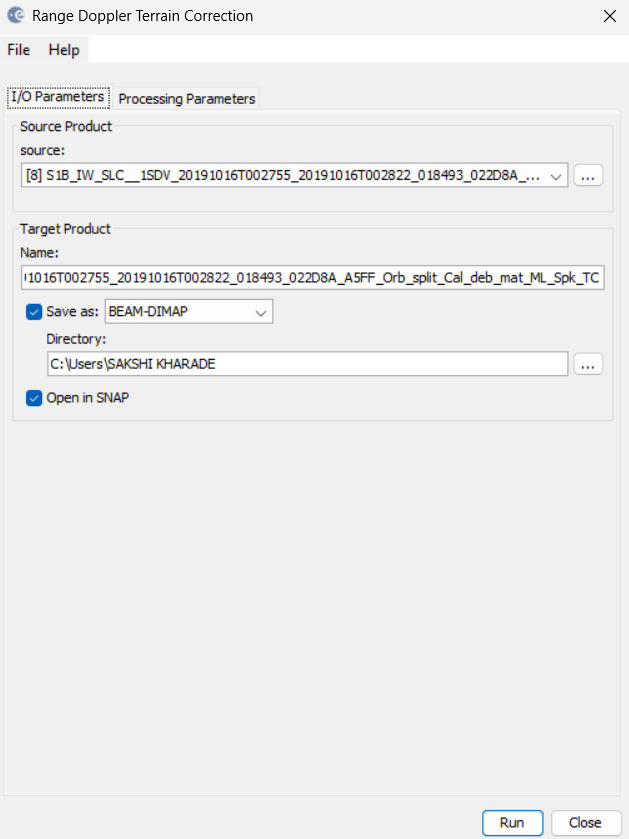 Range Doppler Terrain Correction
File Help
I/O Parameters Processing Parameters
Source Product
source:
[8] S1B_IW_SLC__1SDV_20191016T002755_20191016T002822_018493_022D8A_... ...
Target Product
Name:
1016T002755_20191016T002822_018493_022D8A_A5FF_Orb_split_Cal_deb_mat_ML_Spk_TC
Save as: BEAM-DIMAP
Directory:
C:\Users\SAKSHI KHARADE ...
Open in SNAP
Run Close